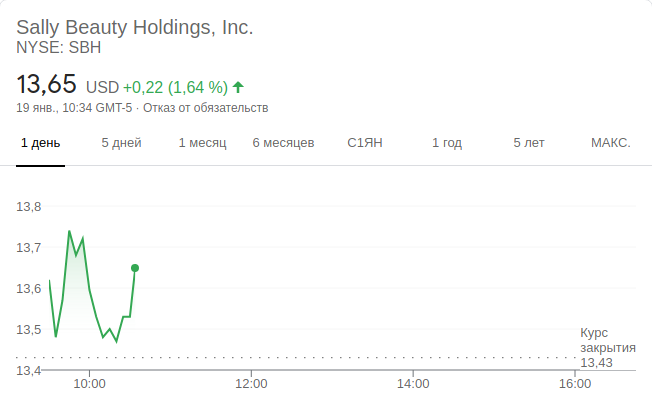 Sally Beauty Holdings, Inc.
NYSE: SBH
13,65 USD +0,22 (1,64 %)
19 янв., 10:34 GMT-5 · Отказ от обязательств
1 день 5 дней 1 месяц 6 месяцев С1ЯН 1 год 5 лет МАКС.
13,8
13,7
13,6
13,5
13,4
Курс
закрытия
13,43
10:00 12:00 14:00 16:00